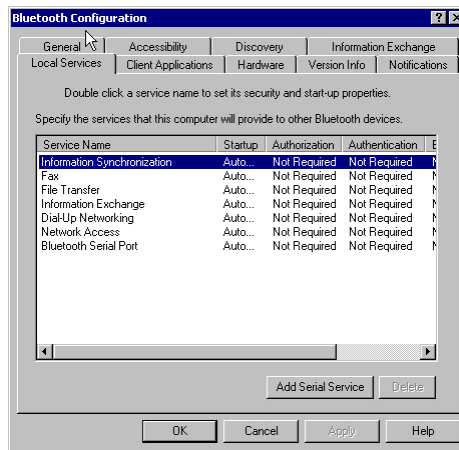 Bluetooth Configuration
General Accessibility Discovery Information Exchange
Local Services Client Applications Hardware Version Info Notifications
Double click a service name to set its security and start-up properties.
Specify the services that this computer will provide to other Bluetooth devices.
Service Name Startup Authorization Authentication E
Information Synchronization Auto... Not Required Not Required N
Fax Auto... Not Required Not Required N
File Transfer Auto... Not Required Not Required N
Information Exchange Auto... Not Required Not Required N
Dial-Up Networking Auto... Not Required Not Required N
Network Access Auto... Not Required Not Required N
Bluetooth Serial Port Auto... Not Required Not Required N
Add Serial Service Delete
OK Cancel Apply Help